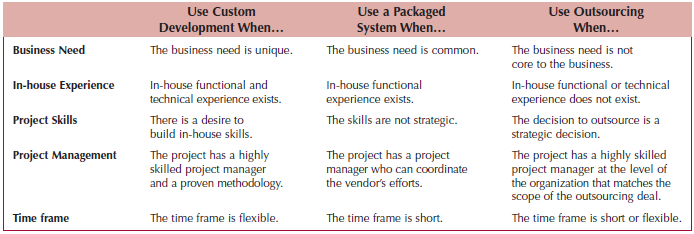 Use Custom Development When…
Use a Packaged System When…
Use Outsourcing When…
Business Need
The business need is unique.
The business need is common.
The business need is not
core to the business.
In-house Experience
In-house functional and
technical experience exists.
In-house functional
experience exists.
In-house functional or technical
experience does not exist.
Project Skills
There is a desire to
build in-house skills.
The skills are not strategic.
The decision to outsource is a
strategic decision.
Project Management
The project has a highly
skilled project manager
and a proven methodology.
The project has a project
manager who can coordinate
the vendor's efforts.
The project has a highly skilled
project manager at the level of
the organization that matches the
scope of the outsourcing deal.
Time frame
The time frame is flexible.
The time frame is short.
The time frame is short or flexible.